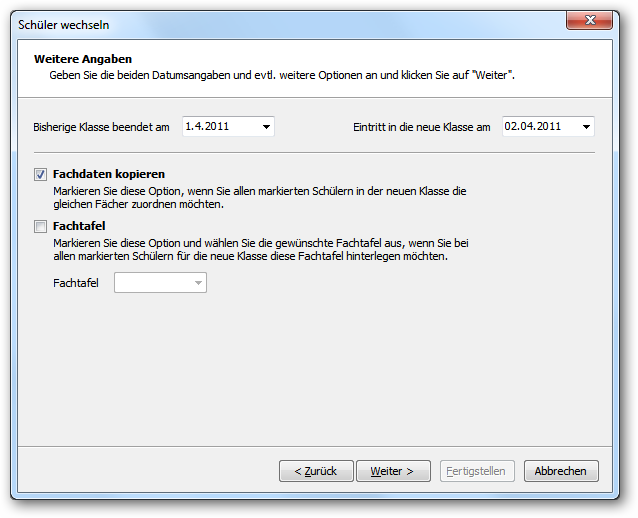 Schüler wechseln
Weitere Angaben
Geben Sie die beiden Datumsangaben und evtl. weitere Optionen an und klicken Sie auf "Weiter".
Bisherige Klasse beendet am 1.4.2011 Eintritt in die neue Klasse am 02.04.2011
Fachdaten kopieren
Markieren Sie diese Option, wenn Sie allen markierten Schülern in der neuen Klasse die
gleichen Fächer zuordnen möchten.
Fachtafel
Markieren Sie diese Option und wählen Sie die gewünschte Fachtafel aus, wenn Sie bei
allen markierten Schülern für die neue Klasse diese Fachtafel hinterlegen möchten.
Fachtafel
< Zurück Weiter > Fertigstellen Abbrechen